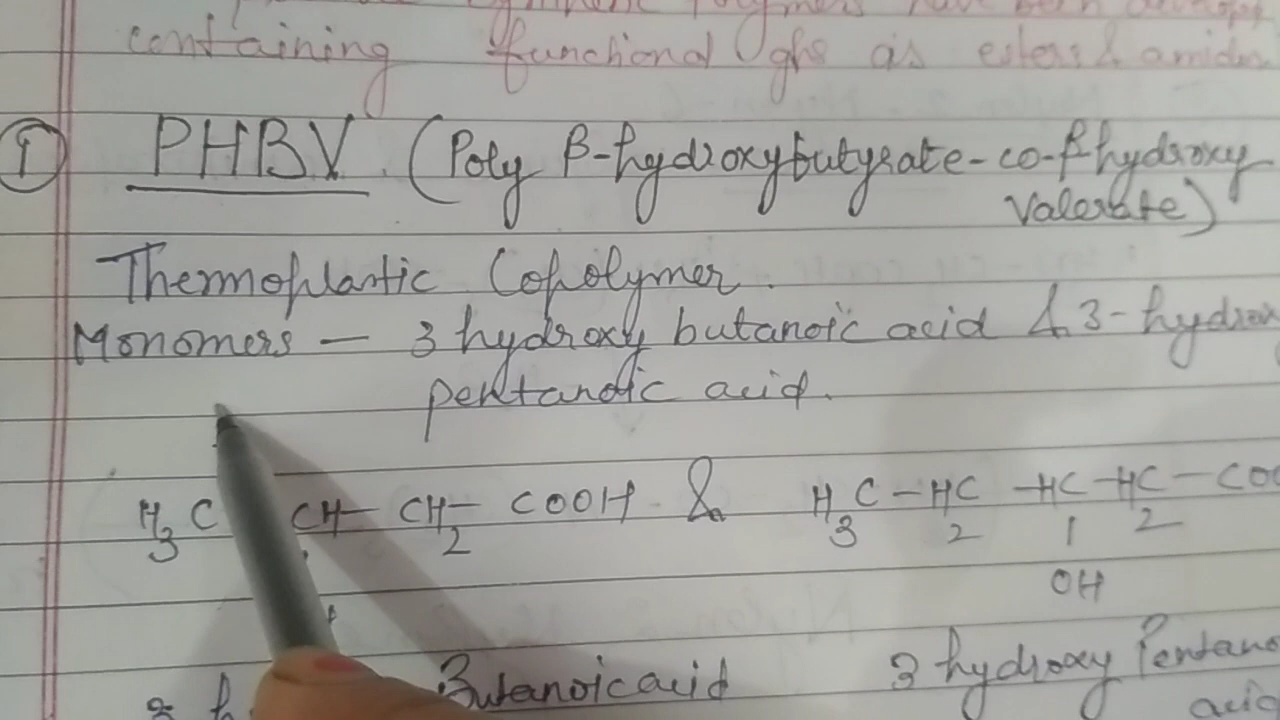 containing functional gps as esters & amides
① PHBV (Poly β-hydroxybutyrate-co-β hydroxy
valerate)
Thermoplastic Copolymer.
Monomers — 3 hydroxy butanoic acid & 3-hydroxy
pentanoic acid.
H3C CH-CH2-COOH & H3C-H2C-HC-H2C-COO
OH
Butanoic acid 3 hydroxy Pentano
acid